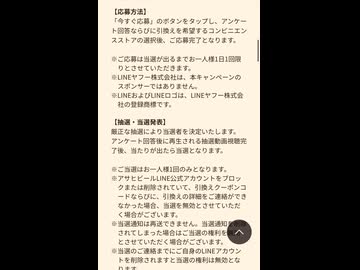 【応募方法】
「今すぐ応募」のボタンをタップし、アンケー
ト回答ならびに引換えを希望するコンビニエン
スストアの選択後、ご応募完了となります。
※ご応募は当選が出るまでお一人様1日1回限
りとさせていただきます。
※LINEヤフー株式会社は、本キャンペーンの
スポンサーではありません。
※LINEおよびLINEロゴは、LINEヤフー株式会
社の登録商標です。
【抽選・当選発表】
厳正な抽選により当選者を決定いたします。
アンケート回答後に再生される抽選動画視聴完
了後、当たりが出たら当選となります。
※ご当選はお一人様1回のみとなります。
※アサヒビールLINE公式アカウントをブロッ
クまたは削除されていて、引換えクーポンコ
ードならびに、引換えの詳細をご連絡ができ
なかった場合、当選を無効とさせていただ
く場合がございます。
※当選通知は再送できません。当選通知を
されてしまった場合はご当選の権利を無
とさせていただく場合がございます。
※当選のご連絡までにご自身のLINEアカウン
トを削除されますと当選の権利は無効とな
ります。